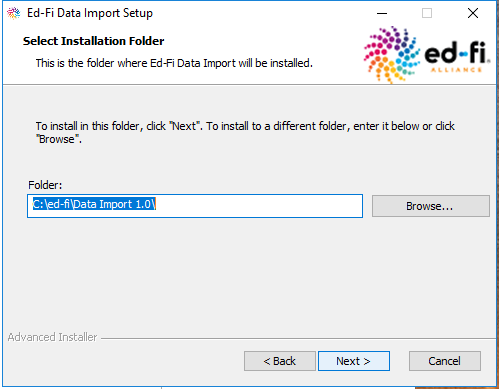 Ed-Fi Data Import Setup
Select Installation Folder
This is the folder where Ed-Fi Data Import will be installed.
ed-fi®
ALLIANCE
To install in this folder, click "Next". To install to a different folder, enter it below or click
"Browse".
Folder:
C:\ed-fi\Data Import 1.0\
Browse...
Advanced Installer
< Back
Next >
Cancel